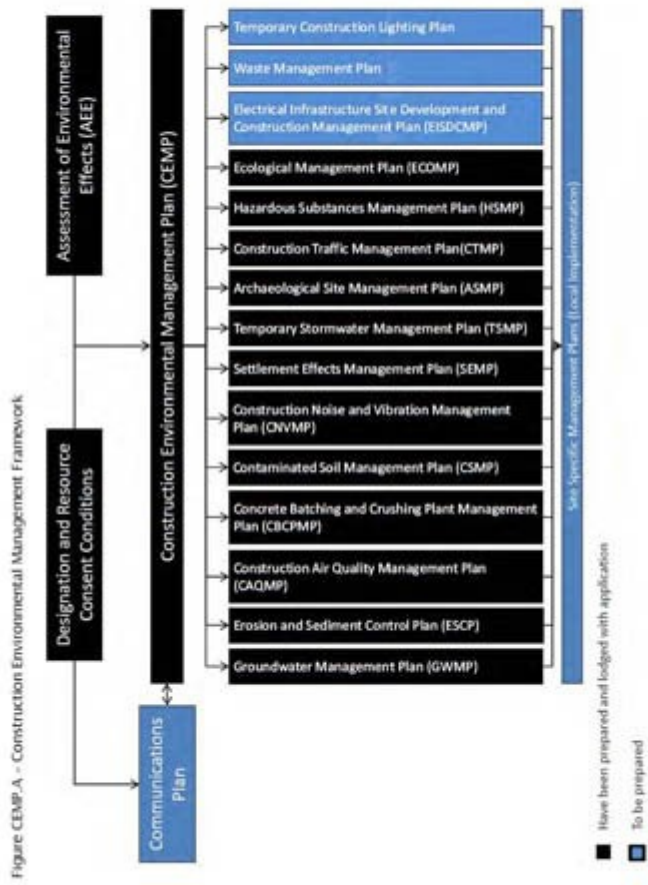 Figure CEMP.A – Construction Environmental Management Framework
Designation and Resource
Consent Conditions
Assessment of Environmental
Effects (AEE)
Communications
Plan
Construction Environmental Management Plan (CEMP)
Groundwater Management Plan (GWMP)
Erosion and Sediment Control Plan (ESCP)
Construction Air Quality Management Plan
(CAQMP)
Concrete Batching and Crushing Plant Management
Plan (CBCPMP)
Contaminated Soil Management Plan (CSMP)
Construction Noise and Vibration Management
Plan (CNVMP)
Settlement Effects Management Plan (SEMP)
Temporary Stormwater Management Plan (TSMP)
Archaeological Site Management Plan (ASMP)
Construction Traffic Management Plan(CTMP)
Hazardous Substances Management Plan (HSMP)
Ecological Management Plan (ECOMP)
Electrical Infrastructure Site Development and
Construction Management Plan (EISDCMP)
Waste Management Plan
Temporary Construction Lighting Plan
Site Specific Management Plans (Local Implementation)
Have been prepared and lodged with application
To be prepared